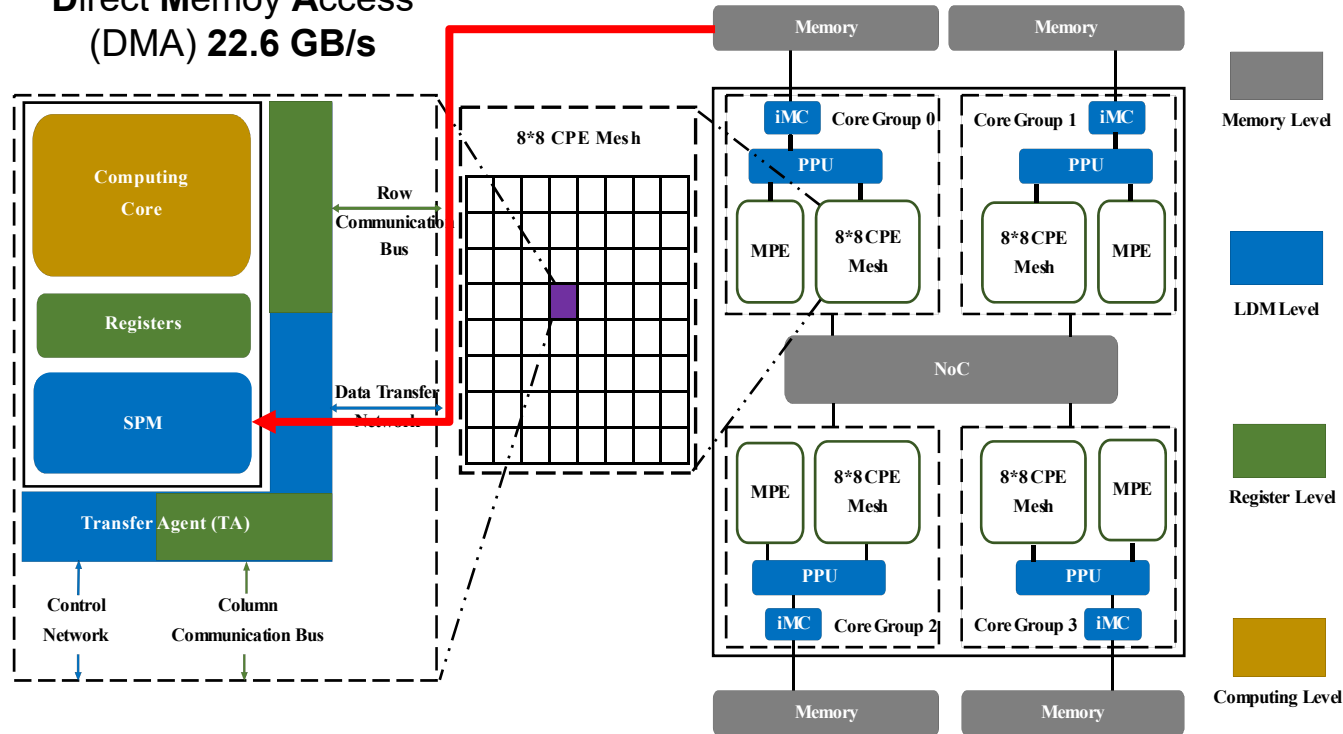 Direct Memoy Access
(DMA) 22.6 GB/s
Computing
Core
Registers
SPM
Transfer Agent (TA)
Row
Communication
Bus
Data Transfer
Network
Control
Network
Column
Communication Bus
8*8 CPE Mesh
Memory
Memory
iMC
Core Group 0
PPU
MPE
8*8 CPE
Mesh
Core Group 1
iMC
PPU
8*8 CPE
Mesh
MPE
NoC
MPE
8*8 CPE
Mesh
PPU
iMC
Core Group 2
8*8 CPE
Mesh
MPE
PPU
Core Group 3
iMC
Memory
Memory
Memory Level
LDM Level
Register Level
Computing Level